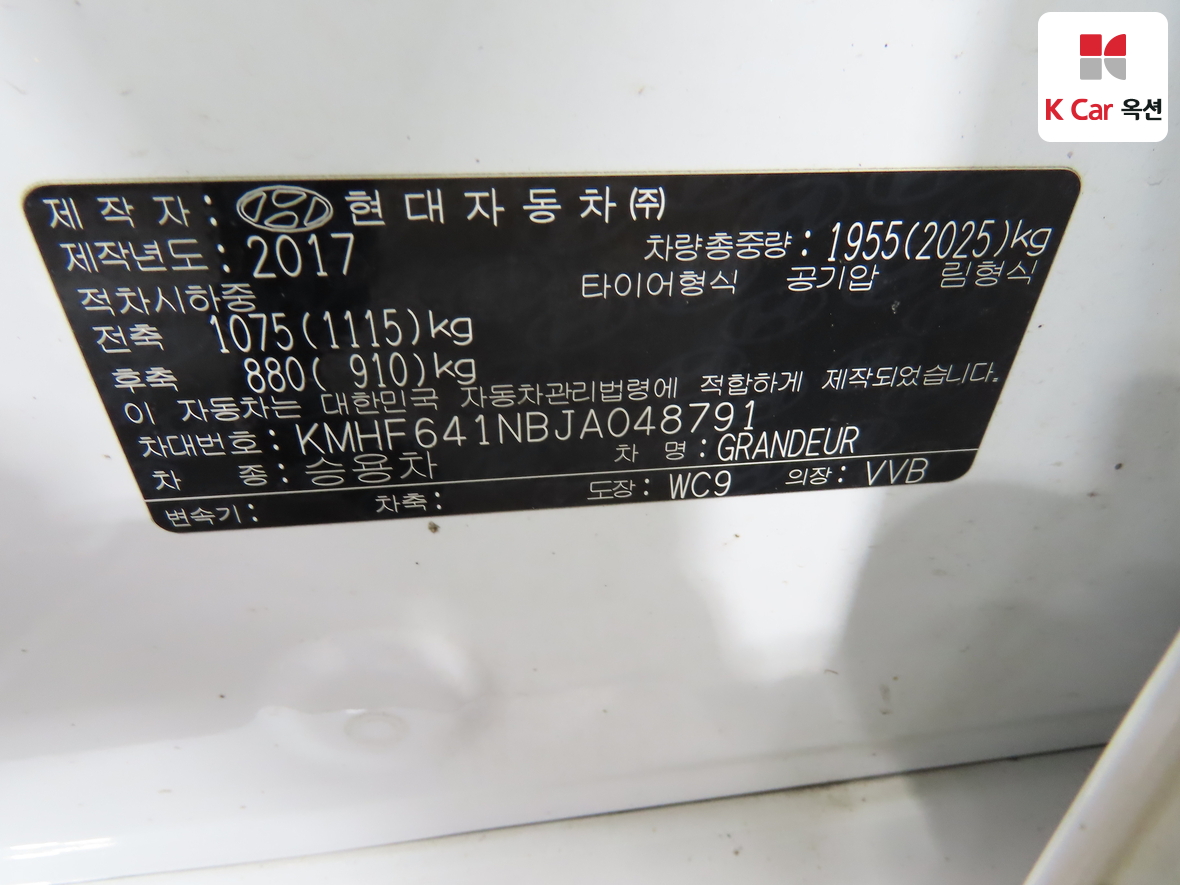 K Car 옥션
제 작 자 : 현 대 자 동 차 ㈜
제작년도 : 2017 차량총중량 : 1955(2025)kg
적차시하중 타이어형식 공기압 림형식
전축 1075(1115)kg
후축 880( 910)kg
이 자동차는 대한민국 자동차관리법령에 적합하게 제작되었습니다.
차대번호 : KMHF641NBJA048791
차 종 : 승용차 차 명 : GRANDEUR
변속기 : 차축 : 도장 : WC9 의장 : VVB